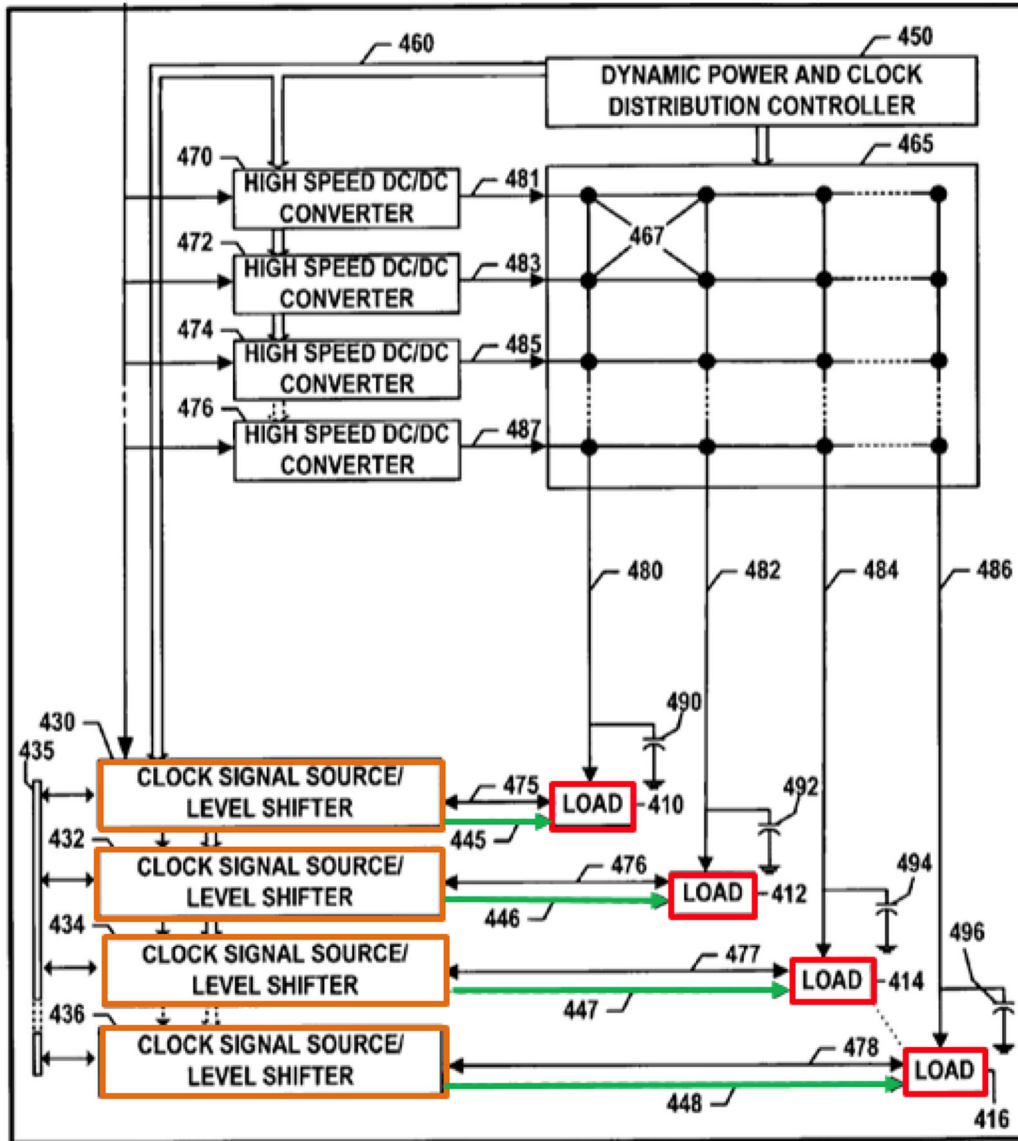 460
450
DYNAMIC POWER AND CLOCK
DISTRIBUTION CONTROLLER
470
465
HIGH SPEED DC/DC
CONVERTER
481
467
472
HIGH SPEED DC/DC
CONVERTER
483
474
HIGH SPEED DC/DC
CONVERTER
485
476
HIGH SPEED DC/DC
CONVERTER
487
480
482
484
486
490
430
435
CLOCK SIGNAL SOURCE/
LEVEL SHIFTER
475
LOAD
410
445
492
432
CLOCK SIGNAL SOURCE/
LEVEL SHIFTER
476
LOAD
412
446
494
434
CLOCK SIGNAL SOURCE/
LEVEL SHIFTER
477
LOAD
414
447
496
436
CLOCK SIGNAL SOURCE/
LEVEL SHIFTER
478
LOAD
448
416